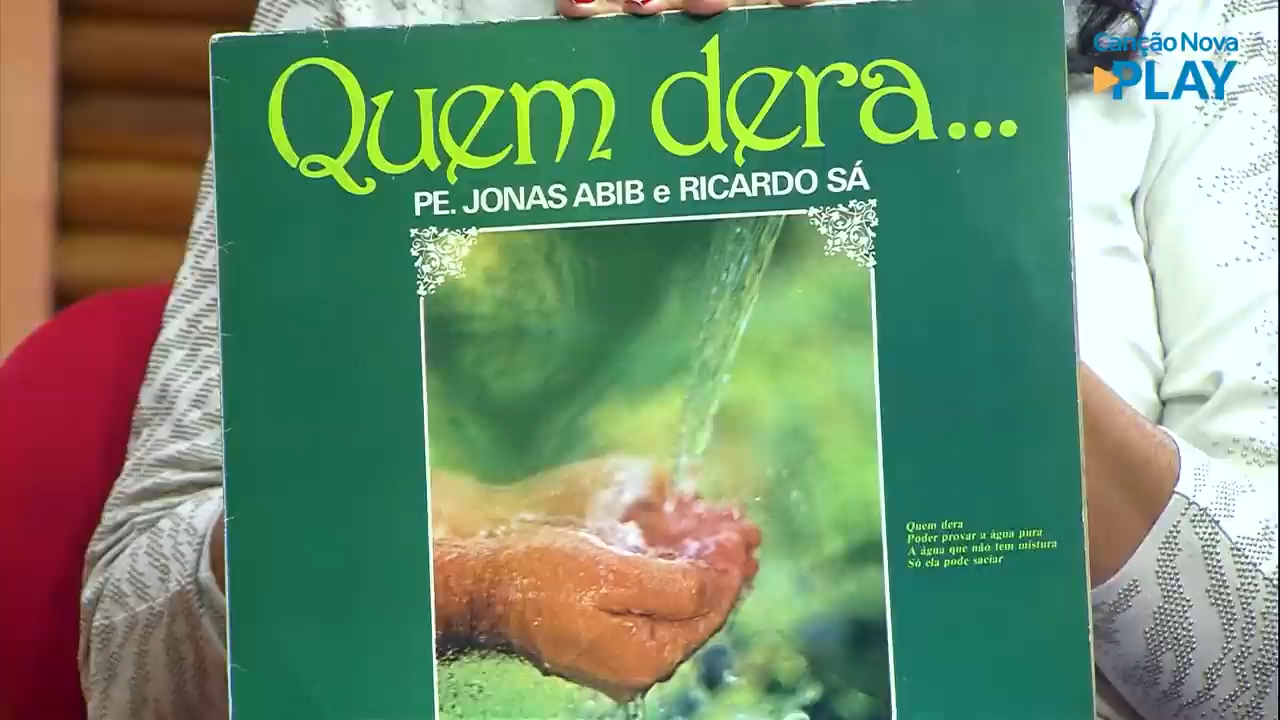 Canção Nova
PLAY
Quem dera...
PE. JONAS ABIB e RICARDO SÁ
Quem dera
Poder provar a água pura
A água que não tem mistura
Só ela pode saciar